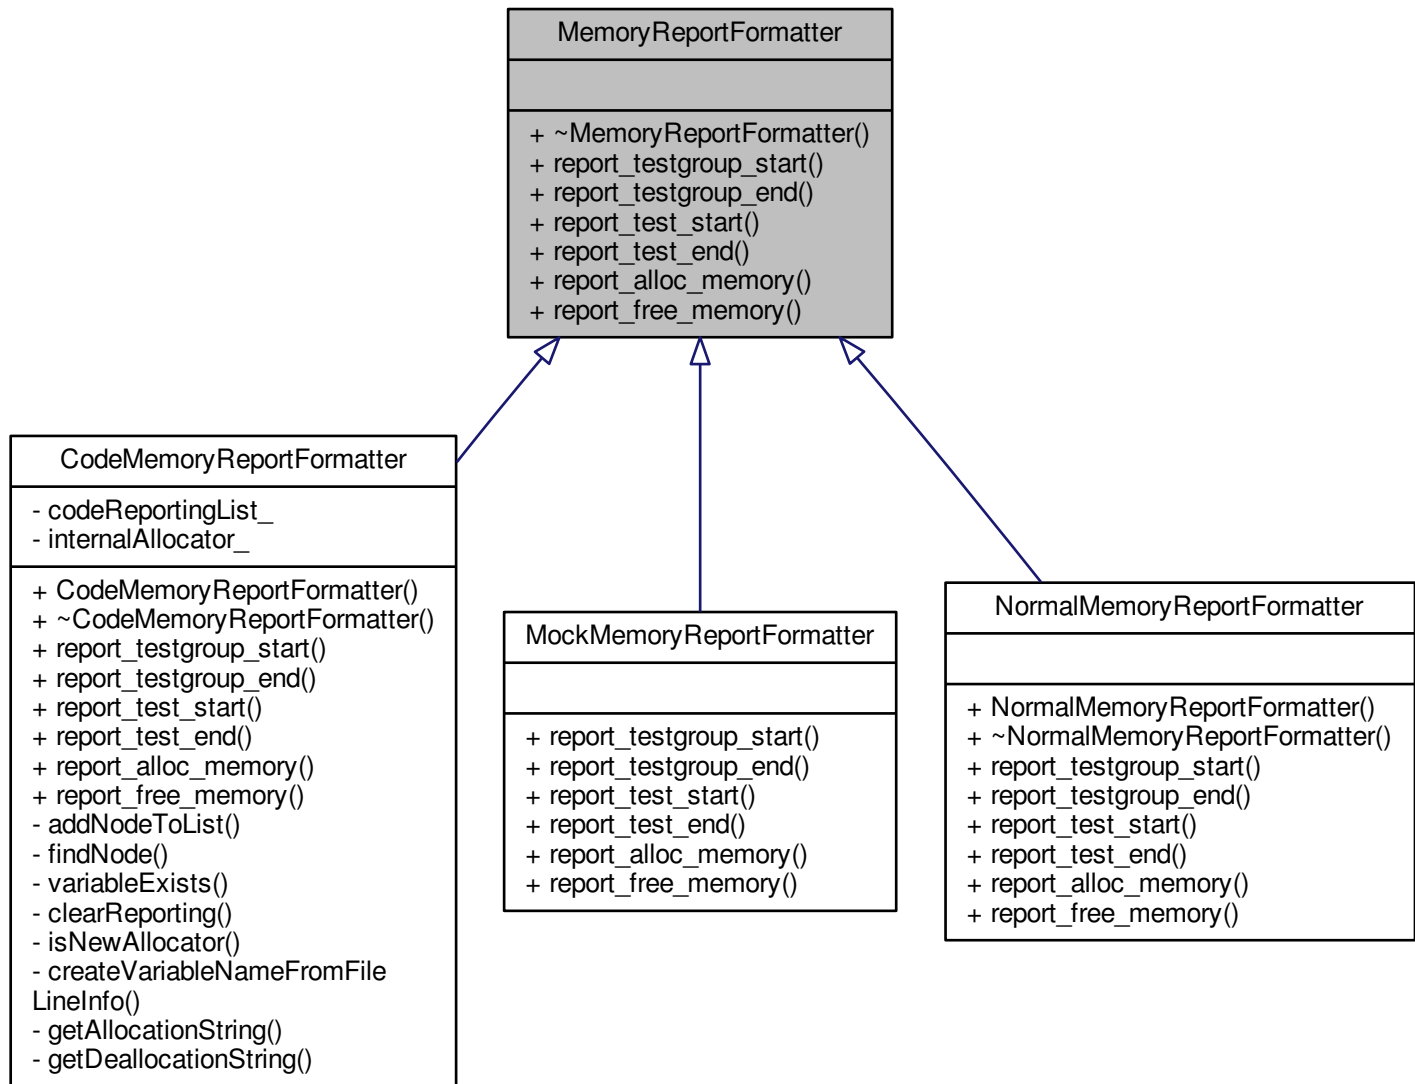 MemoryReportFormatter
+ ~MemoryReportFormatter()
+ report_testgroup_start()
+ report_testgroup_end()
+ report_test_start()
+ report_test_end()
+ report_alloc_memory()
+ report_free_memory()
CodeMemoryReportFormatter
- codeReportingList_
- internalAllocator_
+ CodeMemoryReportFormatter()
+ ~CodeMemoryReportFormatter()
+ report_testgroup_start()
+ report_testgroup_end()
+ report_test_start()
+ report_test_end()
+ report_alloc_memory()
+ report_free_memory()
- addNodeToList()
- findNode()
- variableExists()
- clearReporting()
- isNewAllocator()
- createVariableNameFromFile
LineInfo()
- getAllocationString()
- getDeallocationString()
MockMemoryReportFormatter
+ report_testgroup_start()
+ report_testgroup_end()
+ report_test_start()
+ report_test_end()
+ report_alloc_memory()
+ report_free_memory()
NormalMemoryReportFormatter
+ NormalMemoryReportFormatter()
+ ~NormalMemoryReportFormatter()
+ report_testgroup_start()
+ report_testgroup_end()
+ report_test_start()
+ report_test_end()
+ report_alloc_memory()
+ report_free_memory()